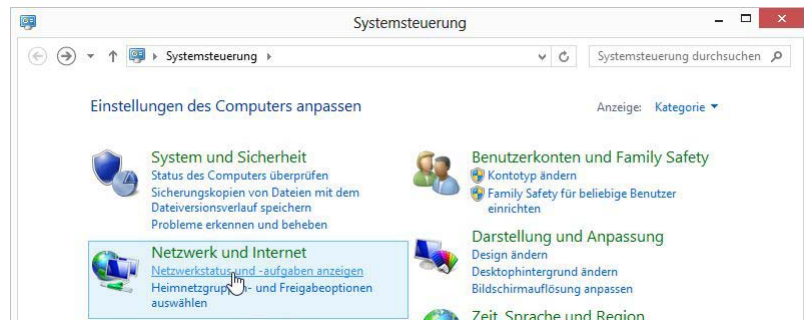 Systemsteuerung
Systemsteuerung
Systemsteuerung durchsuchen
Einstellungen des Computers anpassen
Anzeige: Kategorie
System und Sicherheit
Status des Computers überprüfen
Sicherungskopien von Dateien mit dem
Dateiversionsverlauf speichern
Probleme erkennen und beheben
Netzwerk und Internet
Netzwerkstatus und -aufgaben anzeigen
- und Freigabeoptionen
auswählen
Benutzerkonten und Family Safety
Kontotyp ändern
Family Safety für beliebige Benutzer
einrichten
Darstellung und Anpassung
Design ändern
Desktophintergrund ändern
Bildschirmauflösung anpassen
Zeit, Sprache und Region